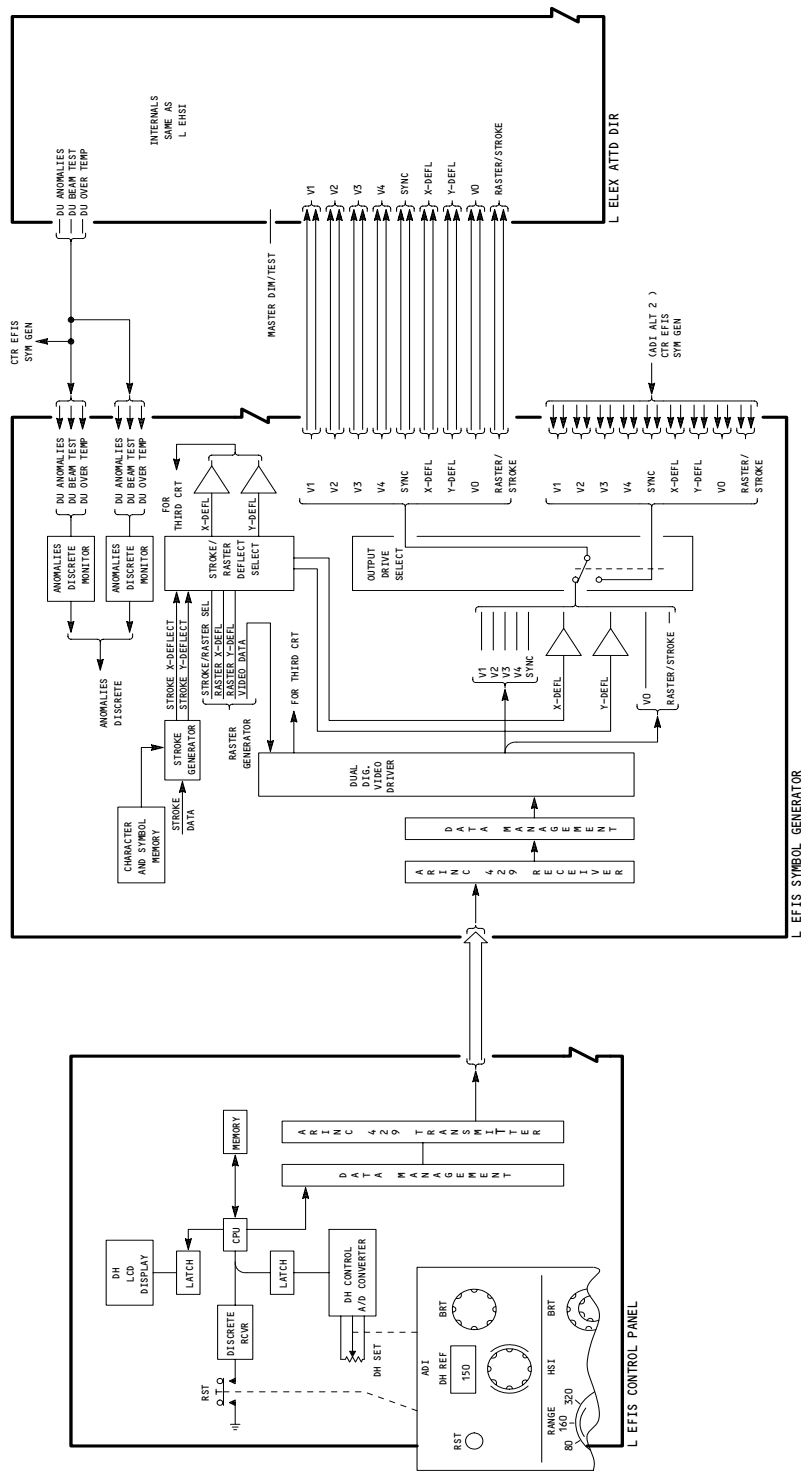 DH
LCD
DISPLAY
LATCH
CPU
MEMORY
RST
DISCRETE
RCVR
LATCH
DH CONTROL
A/D CONVERTER
DH SET
DATA MANAGEMENT
ARINC 429 TRANSMITTER
ADI
DH REF
150
BRT
RST
HSI
BRT
RANGE
80
160
320
L EFIS CONTROL PANEL
CHARACTER
AND SYMBOL
MEMORY
STROKE
DATA
STROKE
GENERATOR
STROKE X-DEFLECT
STROKE Y-DEFLECT
ANOMALIES
DISCRETE
ANOMALIES
DISCRETE
MONITOR
ANOMALIES
DISCRETE
MONITOR
DU ANOMALIES
DU BEAM TEST
DU OVER TEMP
DU ANOMALIES
DU BEAM TEST
DU OVER TEMP
STROKE/RASTER SEL
RASTER X-DEFL
RASTER Y-DEFL
VIDEO DATA
RASTER
GENERATOR
STROKE/
RASTER
DEFLECT
SELECT
X-DEFL
Y-DEFL
FOR
THIRD CRT
FOR THIRD CRT
DUAL
DIG.
VIDEO
DRIVER
ARINC 429 RECEIVER
DATA MANAGEMENT
V1
V2
V3
V4
SYNC
X-DEFL
Y-DEFL
VO
RASTER/STROKE
OUTPUT
DRIVE
SELECT
V1
V2
V3
V4
SYNC
X-DEFL
Y-DEFL
VO
RASTER/
STROKE
V1
V2
V3
V4
SYNC
X-DEFL
Y-DEFL
VO
RASTER/
STROKE
L EFIS SYMBOL GENERATOR
CTR EFIS
SYM GEN
(ADI ALT 2 )
CTR EFIS
SYM GEN
MASTER DIM/TEST
DU ANOMALIES
DU BEAM TEST
DU OVER TEMP
INTERNALS
SAME AS
L EHSI
V1
V2
V3
V4
SYNC
X-DEFL
Y-DEFL
VO
RASTER/STROKE
L ELEX ATTD DIR